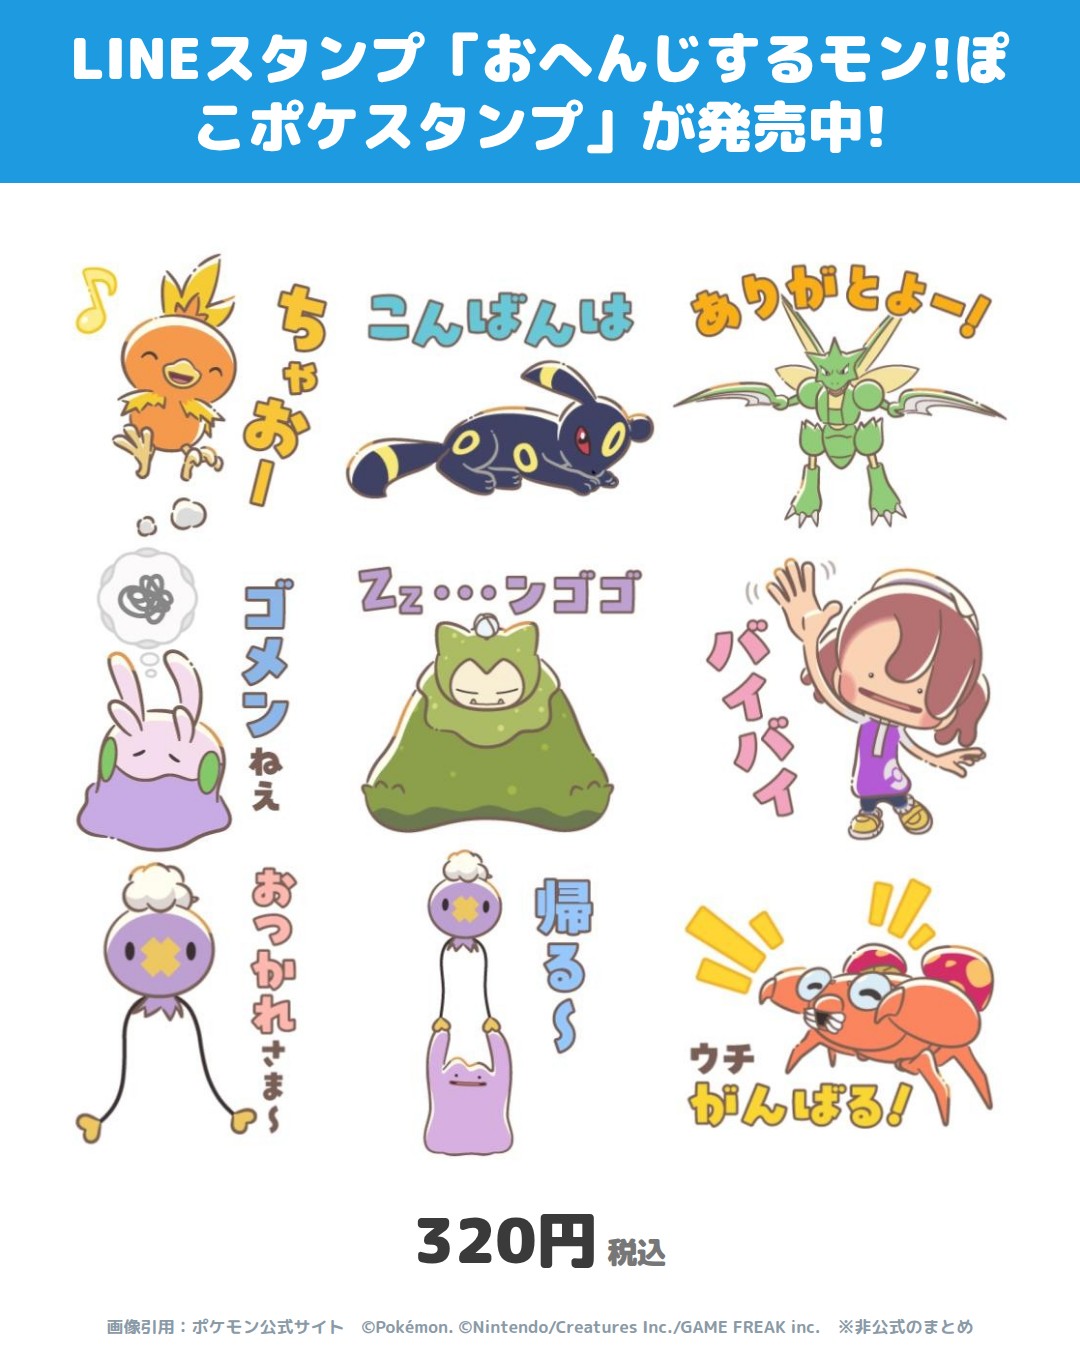 LINEスタンプ「おへんじするモン!ぽ
こポケスタンプ」が発売中!
ちゃおー
こんばんは
ありがとよー!
ゴメンねえ
Zz･･･ンゴゴ
バイバイ
おつかれさま～
帰る～
ウチ
がんばる!
320円 税込
画像引用：ポケモン公式サイト　©Pokémon. ©Nintendo/Creatures Inc./GAME FREAK inc.　※非公式のまとめ